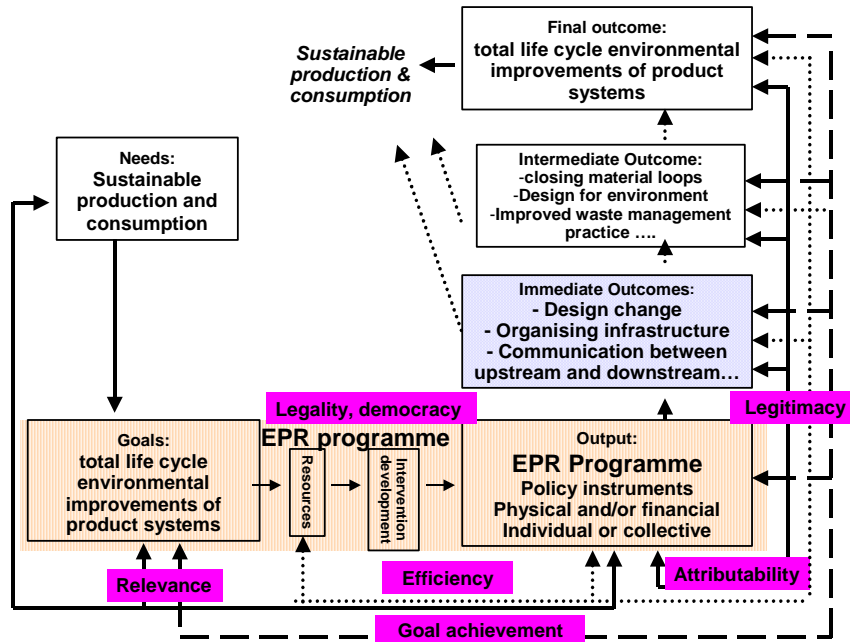 Final outcome:
total life cycle environmental
improvements of product
systems
Sustainable
production &
consumption
Needs:
Sustainable
production and
consumption
Intermediate Outcome:
-closing material loops
-Design for environment
-Improved waste management
practice ....
Immediate Outcomes:
- Design change
- Organising infrastructure
- Communication between
upstream and downstream…
Legality, democracy
Legitimacy
EPR programme
Goals:
total life cycle
environmental
improvements of
product systems
Resources
Intervention
development
Output:
EPR Programme
Policy instruments
Physical and/or financial
Individual or collective
Relevance
Efficiency
Attributability
Goal achievement